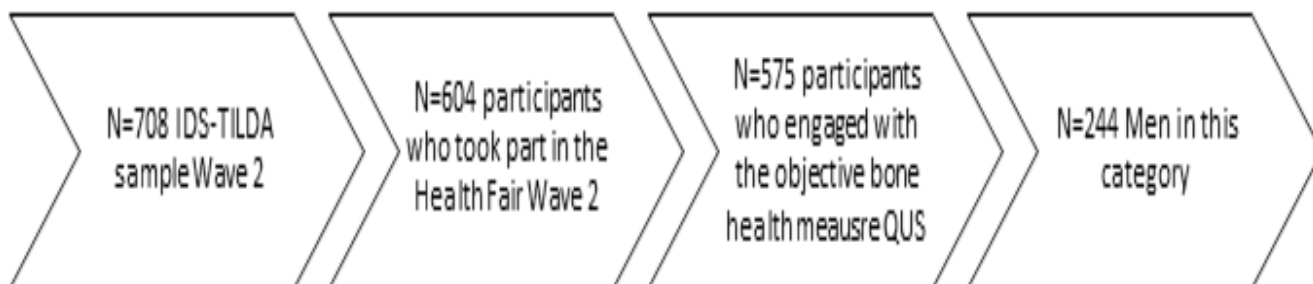 N=708 IDS-TILDA
sample Wave 2
N=604 participants
who took part in the
Health Fair Wave 2
N=575 participants
who engaged with
the objective bone
health meausre QUS
N=244 Men in this
category